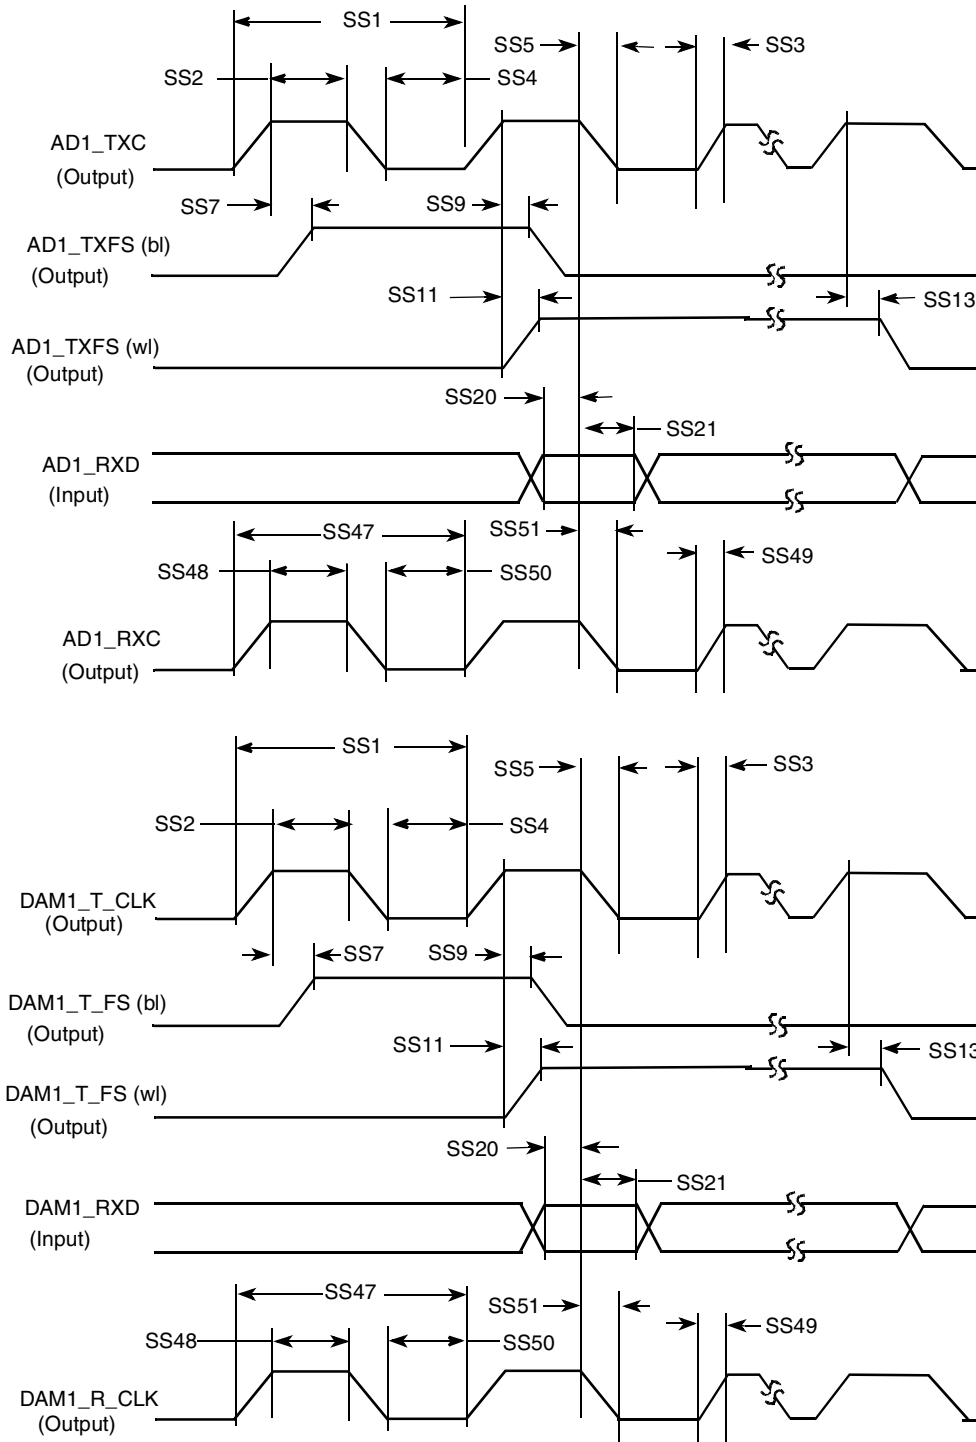 SS1
SS5
SS3
SS2
SS4
AD1_TXC
(Output)
SS7
SS9
AD1_TXFS (bl)
(Output)
SS11
SS13
AD1_TXFS (wl)
(Output)
SS20
SS21
AD1_RXD
(Input)
SS47
SS51
SS49
SS48
SS50
AD1_RXC
(Output)
SS1
SS5
SS3
SS2
SS4
DAM1_T_CLK
(Output)
SS7
SS9
DAM1_T_FS (bl)
(Output)
SS11
SS13
DAM1_T_FS (wl)
(Output)
SS20
SS21
DAM1_RXD
(Input)
SS47
SS51
SS49
SS48
SS50
DAM1_R_CLK
(Output)